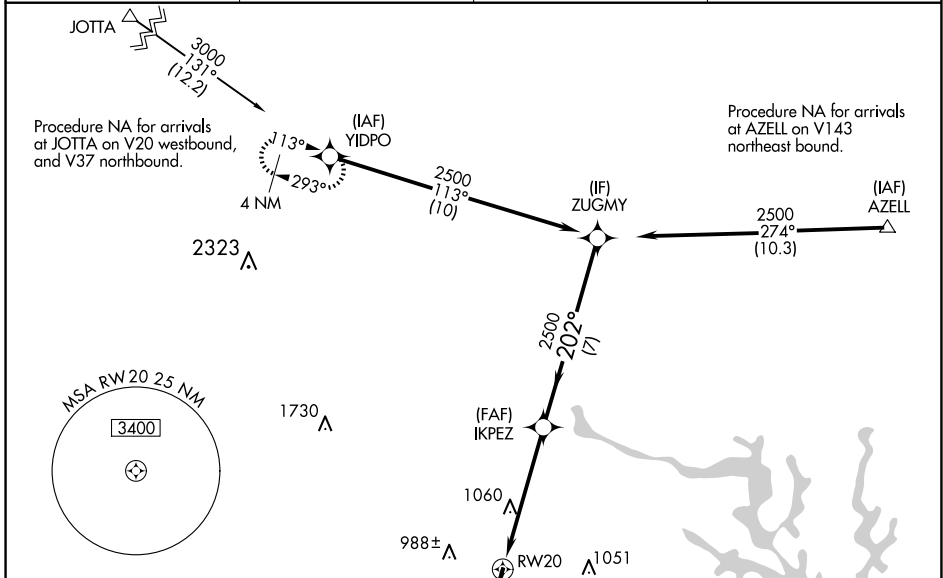 JOTTA
3000
131°
(12.2)
Procedure NA for arrivals
at JOTTA on V20 westbound,
and V37 northbound.
(IAF)
YIDPO
113°
293°
4 NM
2500
113°
(10)
(IF)
ZUGMY
Procedure NA for arrivals
at AZELL on V143
northeast bound.
(IAF)
AZELL
2500
274°
(10.3)
2323
2500
202°
(7)
MSA RW20 25 NM
3400
1730
(FAF)
IKPEZ
1060
988±
RW20
1051